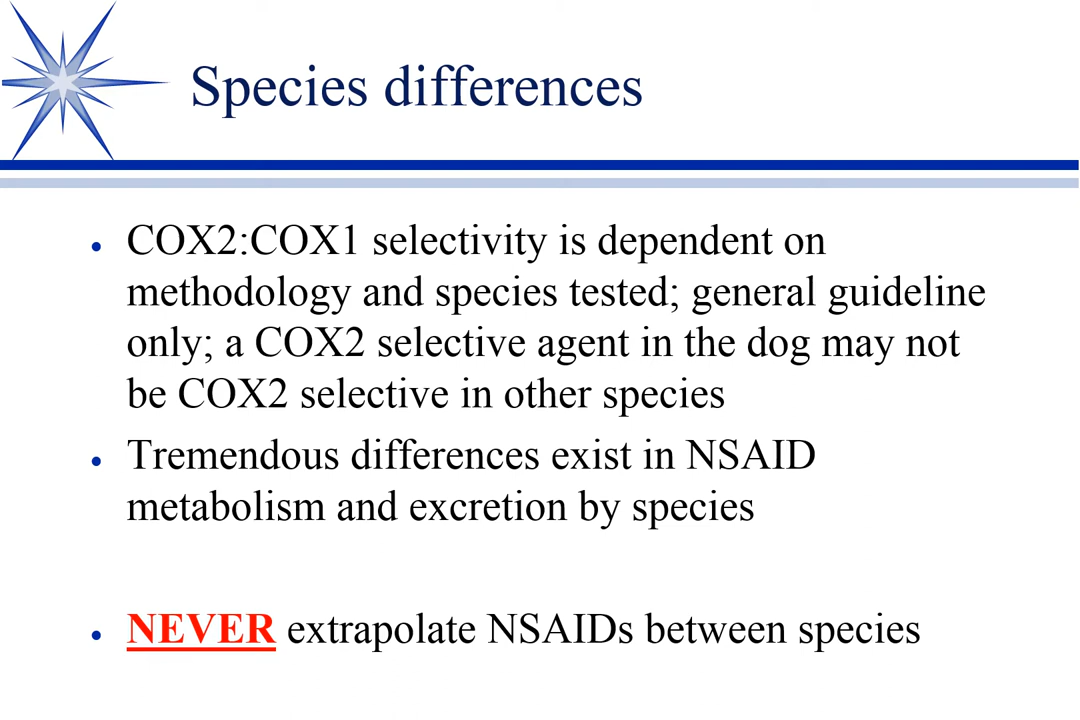 Species differences
• COX2:COX1 selectivity is dependent on
methodology and species tested; general guideline
only; a COX2 selective agent in the dog may not
be COX2 selective in other species
• Tremendous differences exist in NSAID
metabolism and excretion by species
• NEVER extrapolate NSAIDs between species